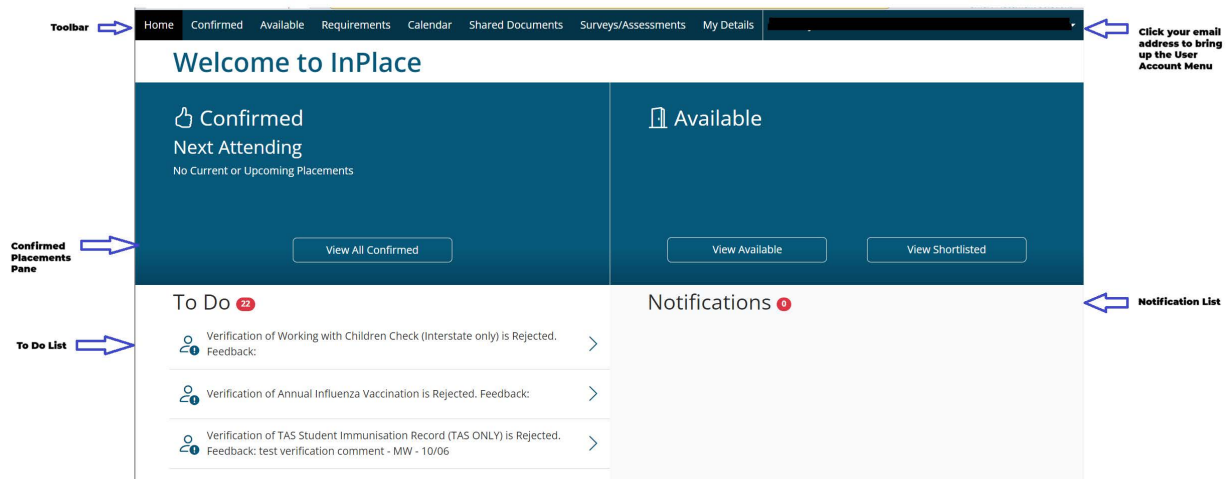 Toolbar
Home Confirmed Available Requirements Calendar Shared Documents Surveys/Assessments My Details
Click your email
address to bring
up the User
Account Menu
Welcome to InPlace
Confirmed
Next Attending
No Current or Upcoming Placements
View All Confirmed
Available
View Available View Shortlisted
Confirmed
Placements
Pane
To Do 22
Notifications 0
Notification List
To Do List
Verification of Working with Children Check (Interstate only) is Rejected.
Feedback:
Verification of Annual Influenza Vaccination is Rejected. Feedback:
Verification of TAS Student Immunisation Record (TAS ONLY) is Rejected.
Feedback: test verification comment - MW - 10/06